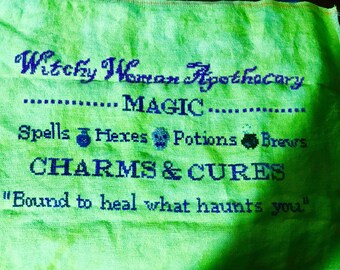 Witchy Woman Apothecary
MAGIC
Spells Hexes Potions Brews
CHARMS & CURES
"Bound to heal what haunts you"